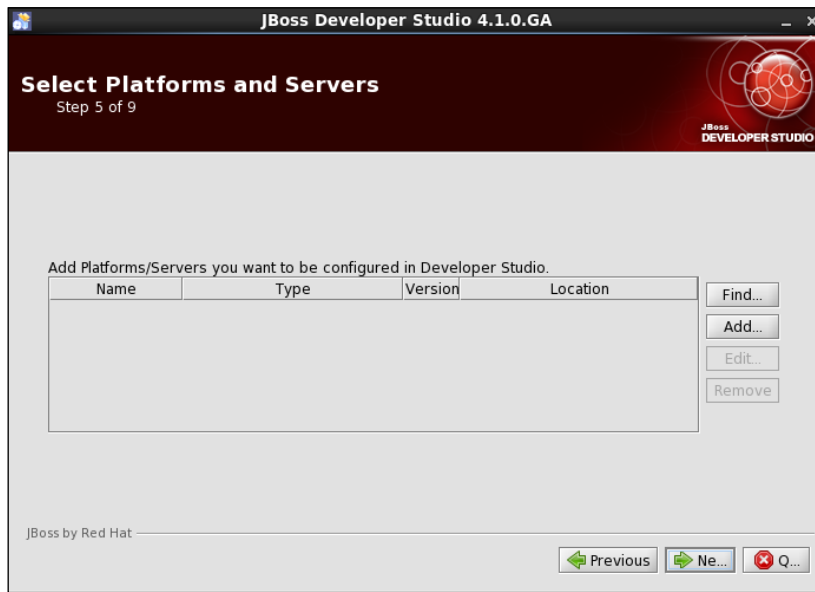 JBoss Developer Studio 4.1.0.GA
Select Platforms and Servers
Step 5 of 9
JBoss
DEVELOPER STUDIO
Add Platforms/Servers you want to be configured in Developer Studio.
Name Type Version Location
Find...
Add...
Edit...
Remove
JBoss by Red Hat
Previous Ne... Q...